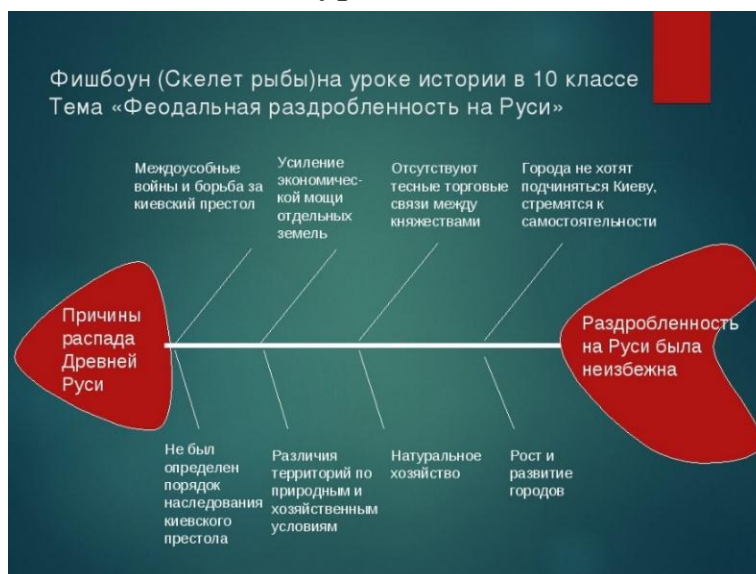 Фишбоун (Скелет рыбы)на уроке истории в 10 классе
Тема «Феодальная раздробленность на Руси»
Междоусобные
войны и борьба за
киевский престол
Усиление
экономичес-
кой мощи
отдельных
земель
Отсутствуют
тесные торговые
связи между
княжествами
Города не хотят
подчиняться Киеву,
стремятся к
самостоятельности
Причины
распада
Древней
Руси
Раздробленность
на Руси была
неизбежна
Не был
определен
порядок
наследования
киевского
престола
Различия
территорий по
природным и
хозяйственным
условиям
Натуральное
хозяйство
Рост и
развитие
городов